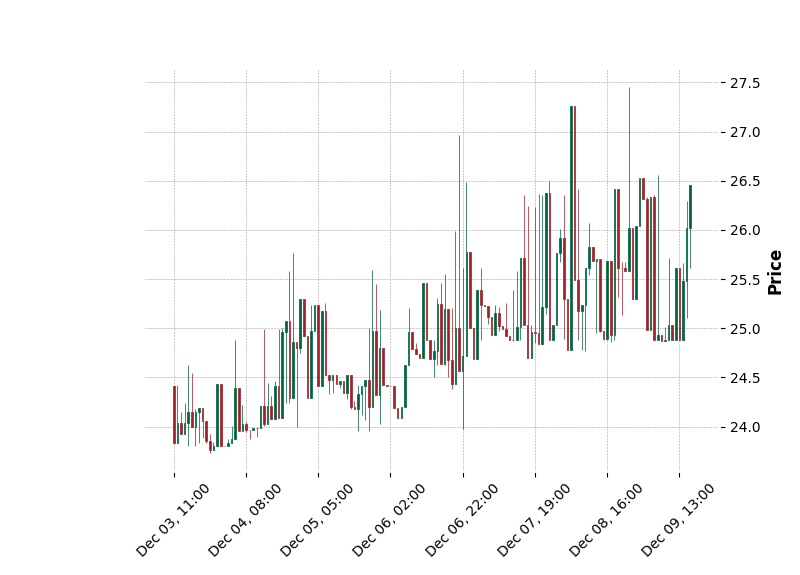 27.5
27.0
26.5
26.0
25.5
25.0
24.5
24.0
Price
Dec 03, 11:00
Dec 04, 08:00
Dec 05, 05:00
Dec 06, 02:00
Dec 06, 22:00
Dec 07, 19:00
Dec 08, 16:00
Dec 09, 13:00